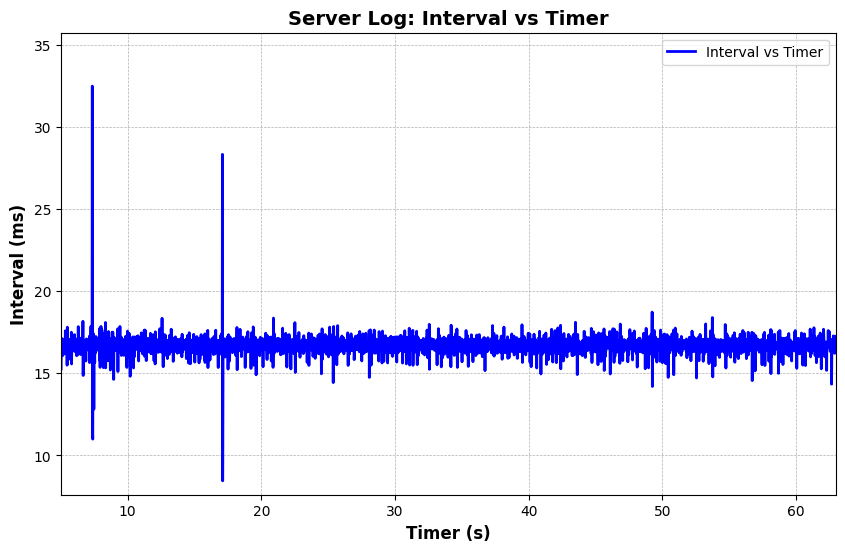 Server Log: Interval vs Timer
Interval vs Timer
35
30
25
20
15
10
Interval (ms)
10 20 30 40 50 60
Timer (s)